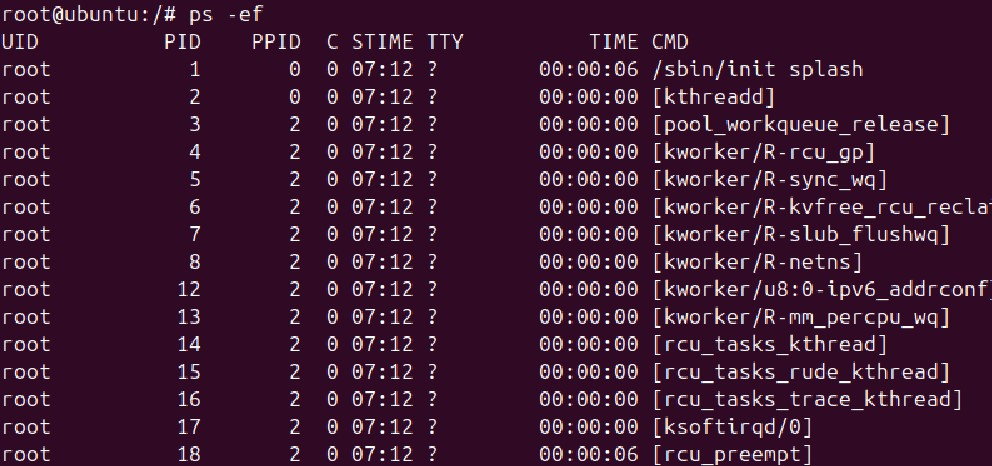 root@ubuntu:/# ps -ef
UID          PID    PPID  C STIME TTY          TIME CMD
root           1       0  0 07:12 ?        00:00:06 /sbin/init splash
root           2       0  0 07:12 ?        00:00:00 [kthreadd]
root           3       2  0 07:12 ?        00:00:00 [pool_workqueue_release]
root           4       2  0 07:12 ?        00:00:00 [kworker/R-rcu_gp]
root           5       2  0 07:12 ?        00:00:00 [kworker/R-sync_wq]
root           6       2  0 07:12 ?        00:00:00 [kworker/R-kvfree_rcu_recla
root           7       2  0 07:12 ?        00:00:00 [kworker/R-slub_flushwq]
root           8       2  0 07:12 ?        00:00:00 [kworker/R-netns]
root          12       2  0 07:12 ?        00:00:00 [kworker/u8:0-ipv6_addrconf]
root          13       2  0 07:12 ?        00:00:00 [kworker/R-mm_percpu_wq]
root          14       2  0 07:12 ?        00:00:00 [rcu_tasks_kthread]
root          15       2  0 07:12 ?        00:00:00 [rcu_tasks_rude_kthread]
root          16       2  0 07:12 ?        00:00:00 [rcu_tasks_trace_kthread]
root          17       2  0 07:12 ?        00:00:00 [ksoftirqd/0]
root          18       2  0 07:12 ?        00:00:06 [rcu_preempt]